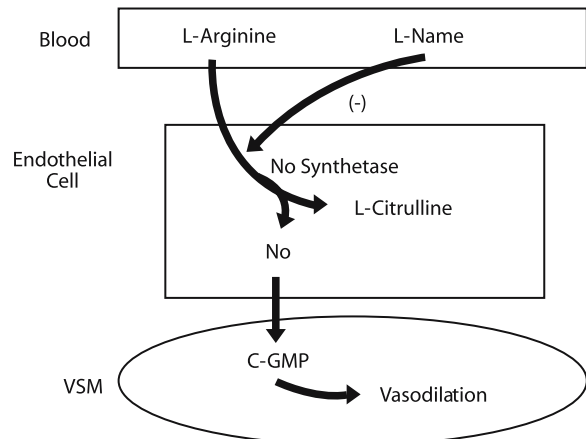 Blood
L-Arginine
L-Name
(-)
Endothelial
Cell
No Synthetase
L-Citrulline
No
C-GMP
VSM
Vasodilation